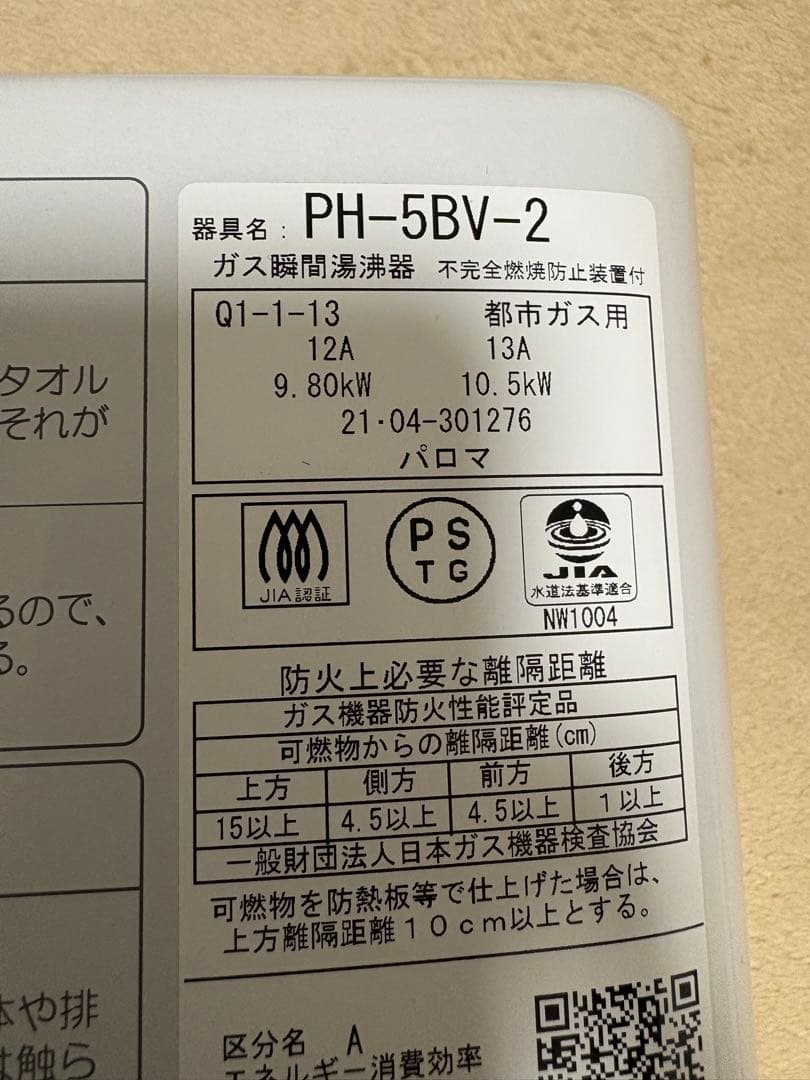 器具名: PH-5BV-2
ガス瞬間湯沸器 不完全燃焼防止装置付
Q1-1-13 都市ガス用
12A 13A
9.80kW 10.5kW
21・04-301276
パロマ
JIA認証
PS
TG
JIA
水道法基準適合
NW1004
防火上必要な離隔距離
ガス機器防火性能評定品
可燃物からの離隔距離(cm)
上方 側方 前方 後方
15以上 4.5以上 4.5以上 1以上
一般財団法人日本ガス機器検査協会
可燃物を防熱板等で仕上げた場合は、
上方離隔距離10cm以上とする。
区分名 A
エネルギー消費効率
タオル
それが
るので、
る。
体や排
は触ら